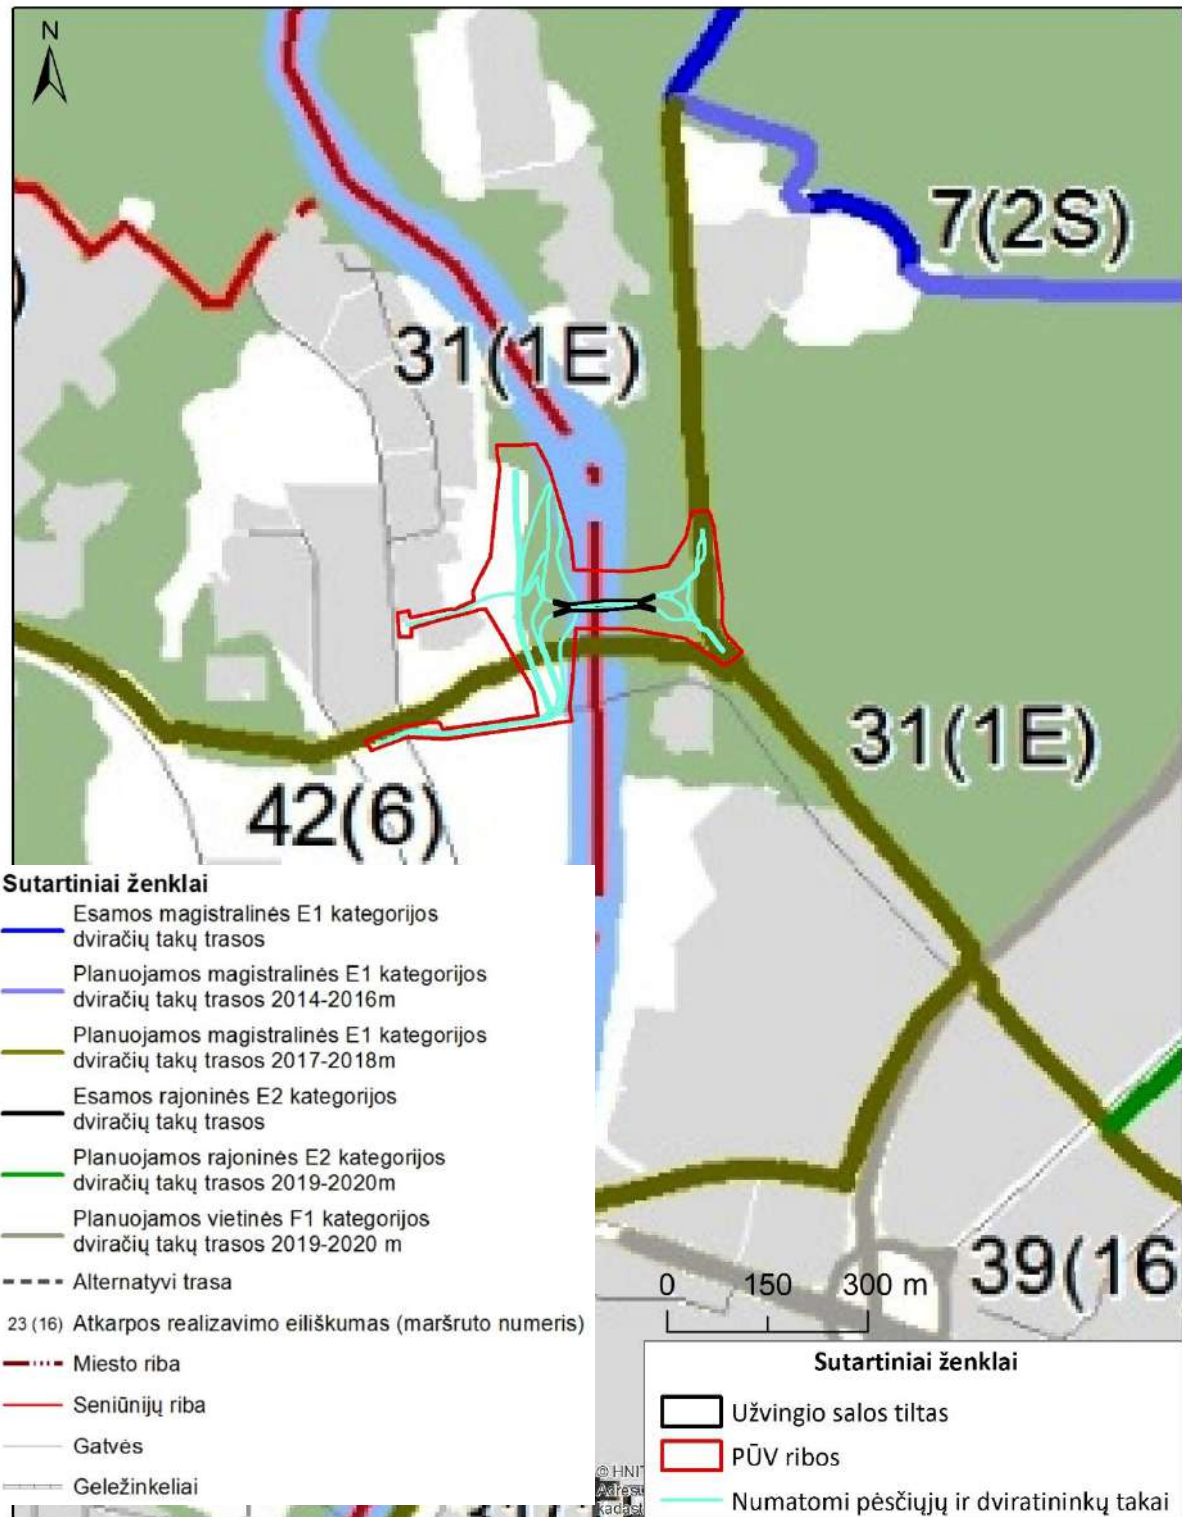 N
7(2S)
31(1E)
31(1E)
42(6)
39(16
0 150 300 m
Sutartiniai ženklai
Esamos magistralinės E1 kategorijos
dviračių takų trasos
Planuojamos magistralinės E1 kategorijos
dviračių takų trasos 2014-2016m
Planuojamos magistralinės E1 kategorijos
dviračių takų trasos 2017-2018m
Esamos rajoninės E2 kategorijos
dviračių takų trasos
Planuojamos rajoninės E2 kategorijos
dviračių takų trasos 2019-2020m
Planuojamos vietinės F1 kategorijos
dviračių takų trasos 2019-2020 m
Alternatyvi trasa
23 (16) Atkarpos realizavimo eiliškumas (maršruto numeris)
Miesto riba
Seniūnijų riba
Gatvės
Geležinkeliai
Sutartiniai ženklai
Užvingio salos tiltas
PŪV ribos
Numatomi pėsčiųjų ir dviratininkų takai
© HNIT